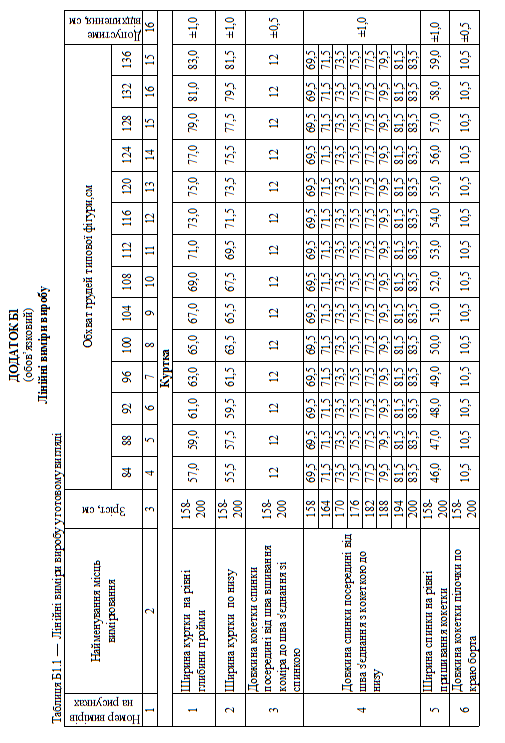 ДОДАТОК Б1
(обов'язковий)
Лінійні виміри виробу
Таблиця Б1.1 — Лінійні виміри виробу у готовому вигляді
Номер вимірів на рисунках | Найменування місць вимірювання | Зріст, см | Обхват грудей типової фігури,см | Допустиме відхилення, см
84 88 92 96 100 104 108 112 116 120 124 128 132 136
1 2 3 4 5 6 7 8 9 10 11 12 13 14 15 16 15 16
Куртка
1 Ширина куртки на рівні глибини пройми 158-200 57,0 59,0 61,0 63,0 65,0 67,0 69,0 71,0 73,0 75,0 77,0 79,0 81,0 83,0 ±1,0
2 Ширина куртки по низу 158-200 55,5 57,5 59,5 61,5 63,5 65,5 67,5 69,5 71,5 73,5 75,5 77,5 79,5 81,5 ±1,0
3 Довжина кокетки спинки посередині від шва вшивання коміра до шва з'єднання зі спинкою 158-200 12 12 12 12 12 12 12 12 12 12 12 12 12 12 ±0,5
4 Довжина спинки посередині від шва з'єднання з кокеткою до низу ±1,0
158 69,5 69,5 69,5 69,5 69,5 69,5 69,5 69,5 69,5 69,5 69,5 69,5 69,5 69,5
164 71,5 71,5 71,5 71,5 71,5 71,5 71,5 71,5 71,5 71,5 71,5 71,5 71,5 71,5
170 73,5 73,5 73,5 73,5 73,5 73,5 73,5 73,5 73,5 73,5 73,5 73,5 73,5 73,5
176 75,5 75,5 75,5 75,5 75,5 75,5 75,5 75,5 75,5 75,5 75,5 75,5 75,5 75,5
182 77,5 77,5 77,5 77,5 77,5 77,5 77,5 77,5 77,5 77,5 77,5 77,5 77,5 77,5
188 79,5 79,5 79,5 79,5 79,5 79,5 79,5 79,5 79,5 79,5 79,5 79,5 79,5 79,5
194 81,5 81,5 81,5 81,5 81,5 81,5 81,5 81,5 81,5 81,5 81,5 81,5 81,5 81,5
200 83,5 83,5 83,5 83,5 83,5 83,5 83,5 83,5 83,5 83,5 83,5 83,5 83,5 83,5
5 Ширина спинки на рівні пришивання кокетки 158-200 46,0 47,0 48,0 49,0 50,0 51,0 52,0 53,0 54,0 55,0 56,0 57,0 58,0 59,0 ±1,0
6 Довжина кокетки пілочки по краю борта 158-200 10,5 10,5 10,5 10,5 10,5 10,5 10,5 10,5 10,5 10,5 10,5 10,5 10,5 10,5 ±0,5